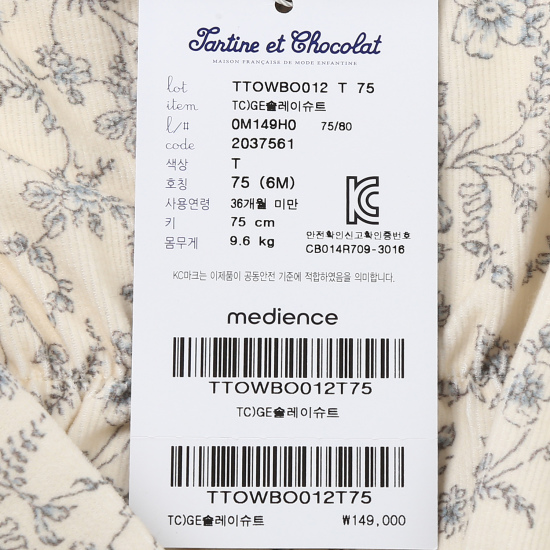 Tartine et Chocolat
MAISON FRANÇAISE DE MODE ENFANTINE
lot TTOWBO012 T 75
item TC)GE솔레이슈트
l/# 0M149H0 75/80
code 2037561
색상 T
호칭 75 (6M)
사용연령 36개월 미만
키 75 cm
몸무게 9.6 kg
안전확인신고확인증번호
CB014R709-3016
KC마크는 이제품이 공통안전 기준에 적합하였음을 의미합니다.
medience
TTOWBO012T75
TC)GE솔레이슈트
TTOWBO012T75
TC)GE솔레이슈트 ₩149,000